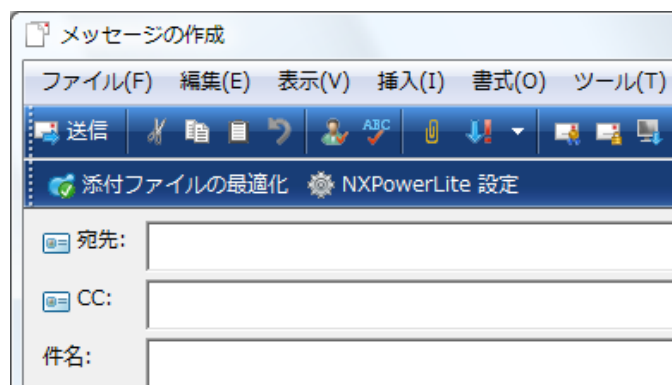 メッセージの作成
ファイル(F) 編集(E) 表示(V) 挿入(I) 書式(O) ツール(T)
送信 ABC
添付ファイルの最適化 NXPowerLite 設定
宛先:
CC:
件名: